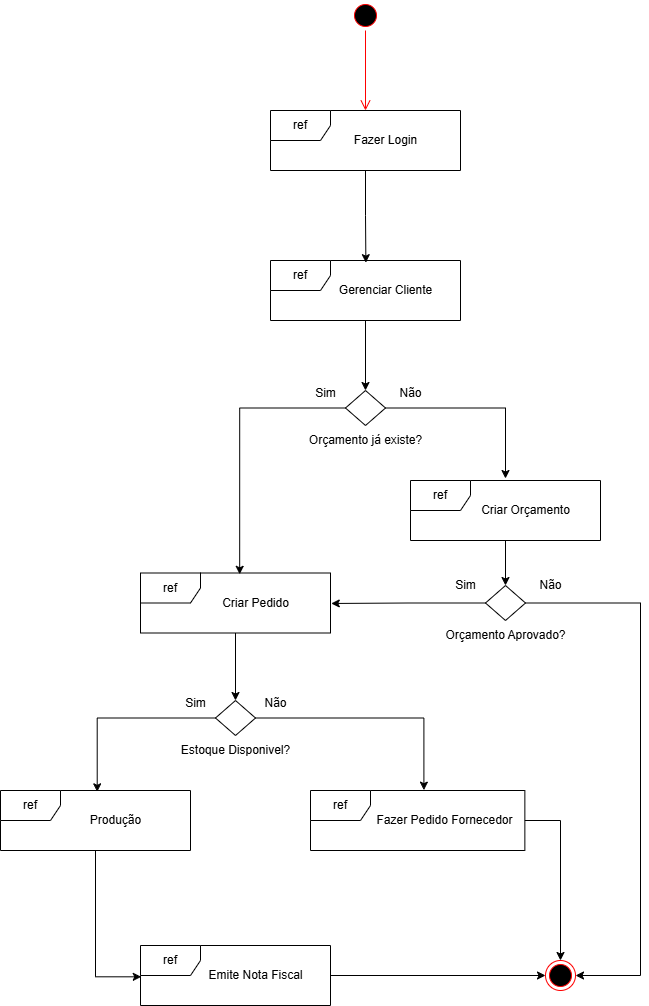 ref
Fazer Login
ref
Gerenciar Cliente
Sim
Não
Orçamento já existe?
ref
Criar Orçamento
ref
Criar Pedido
Sim
Não
Orçamento Aprovado?
Sim
Não
Estoque Disponivel?
ref
Produção
ref
Fazer Pedido Fornecedor
ref
Emite Nota Fiscal